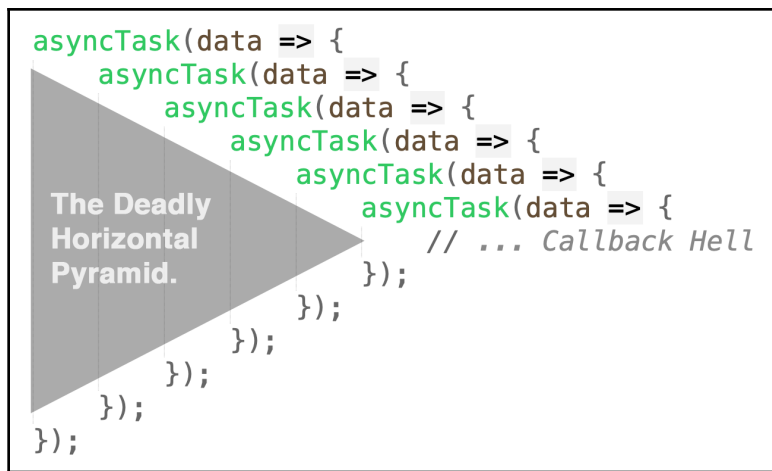 asyncTask(data => {
asyncTask(data => {
asyncTask(data => {
asyncTask(data => {
asyncTask(data => {
asyncTask(data => {
// ... Callback Hell
});
});
});
});
});
});
The Deadly
Horizontal
Pyramid.